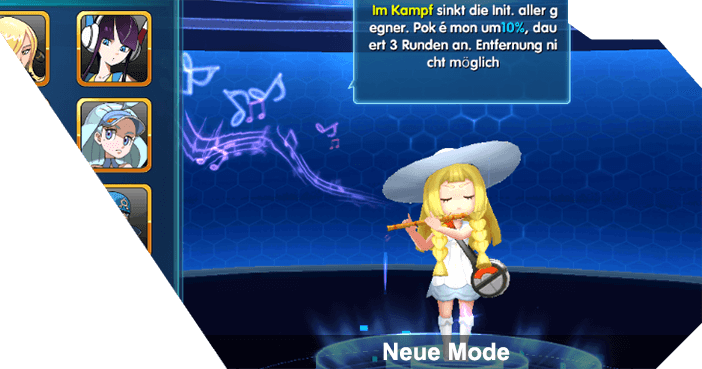 Im Kampf sinkt die Init. aller g
egner. Pok é mon um10%, dau
ert 3 Runden an. Entfernung ni
cht möglich
Neue Mode